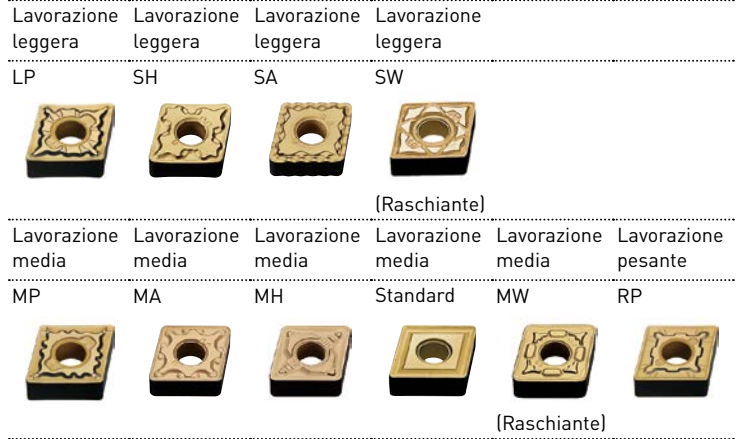 Lavorazione Lavorazione Lavorazione Lavorazione
leggera leggera leggera leggera
LP SH SA SW
(Raschiante)
Lavorazione Lavorazione Lavorazione Lavorazione Lavorazione Lavorazione
media media media media media pesante
MP MA MH Standard MW RP
(Raschiante)